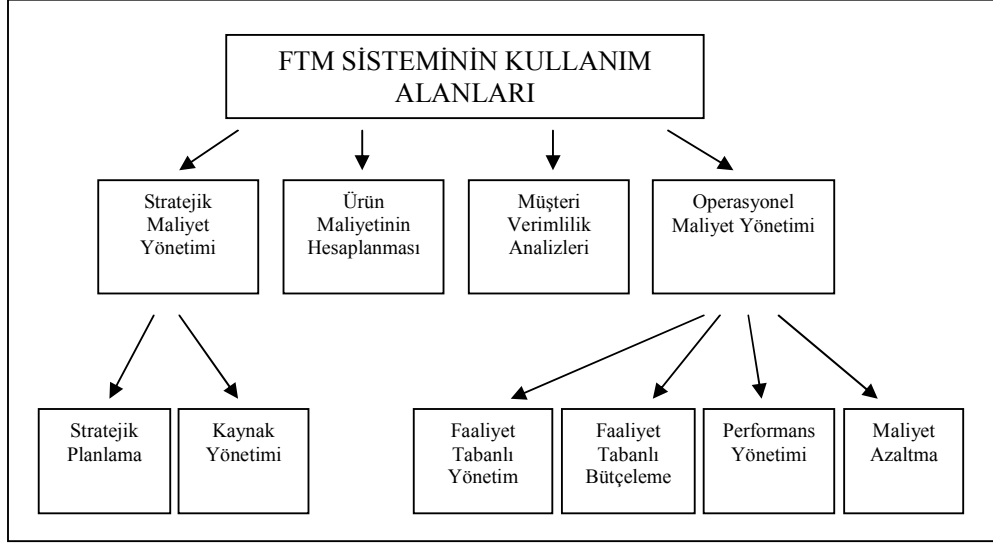 FTM SİSTEMİNİN KULLANIM
ALANLARI
Stratejik
Maliyet
Yönetimi
Ürün
Maliyetinin
Hesaplanması
Müşteri
Verimlilik
Analizleri
Operasyonel
Maliyet Yönetimi
Stratejik
Planlama
Kaynak
Yönetimi
Faaliyet
Tabanlı
Yönetim
Faaliyet
Tabanlı
Bütçeleme
Performans
Yönetimi
Maliyet
Azaltma